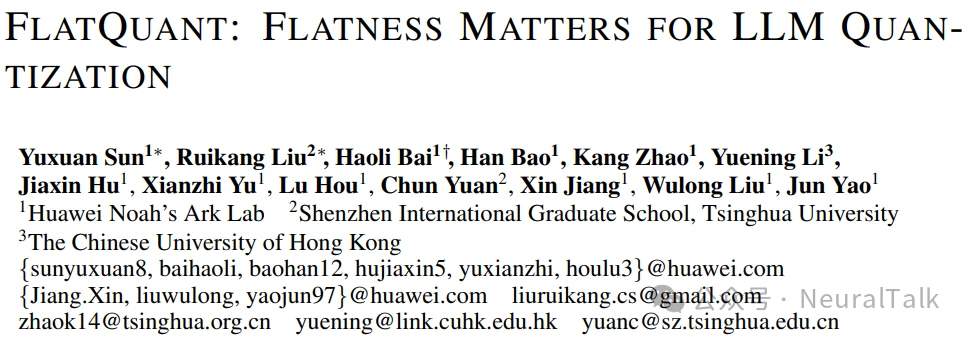 FLATQUANT: FLATNESS MATTERS FOR LLM QUAN-
TIZATION
Yuxuan Sun1*, Ruikang Liu2*, Haoli Bai1†, Han Bao1, Kang Zhao1, Yuening Li3,
Jiaxin Hu1, Xianzhi Yu1, Lu Hou1, Chun Yuan2, Xin Jiang1, Wulong Liu1, Jun Yao1
1Huawei Noah's Ark Lab 2Shenzhen International Graduate School, Tsinghua University
3The Chinese University of Hong Kong
{sunyuxuan8, baihaoli, baohan12, hujiaxin5, yuxianzhi, houlu3}@huawei.com
{Jiang.Xin, liuwulong, yaojun97}@huawei.com liuruikang.cs@gmail.com
公众号 · NeuralTalk
zhaok14@tsinghua.org.cn yuening@link.cuhk.edu.hk yuanc@sz.tsinghua.edu.cn